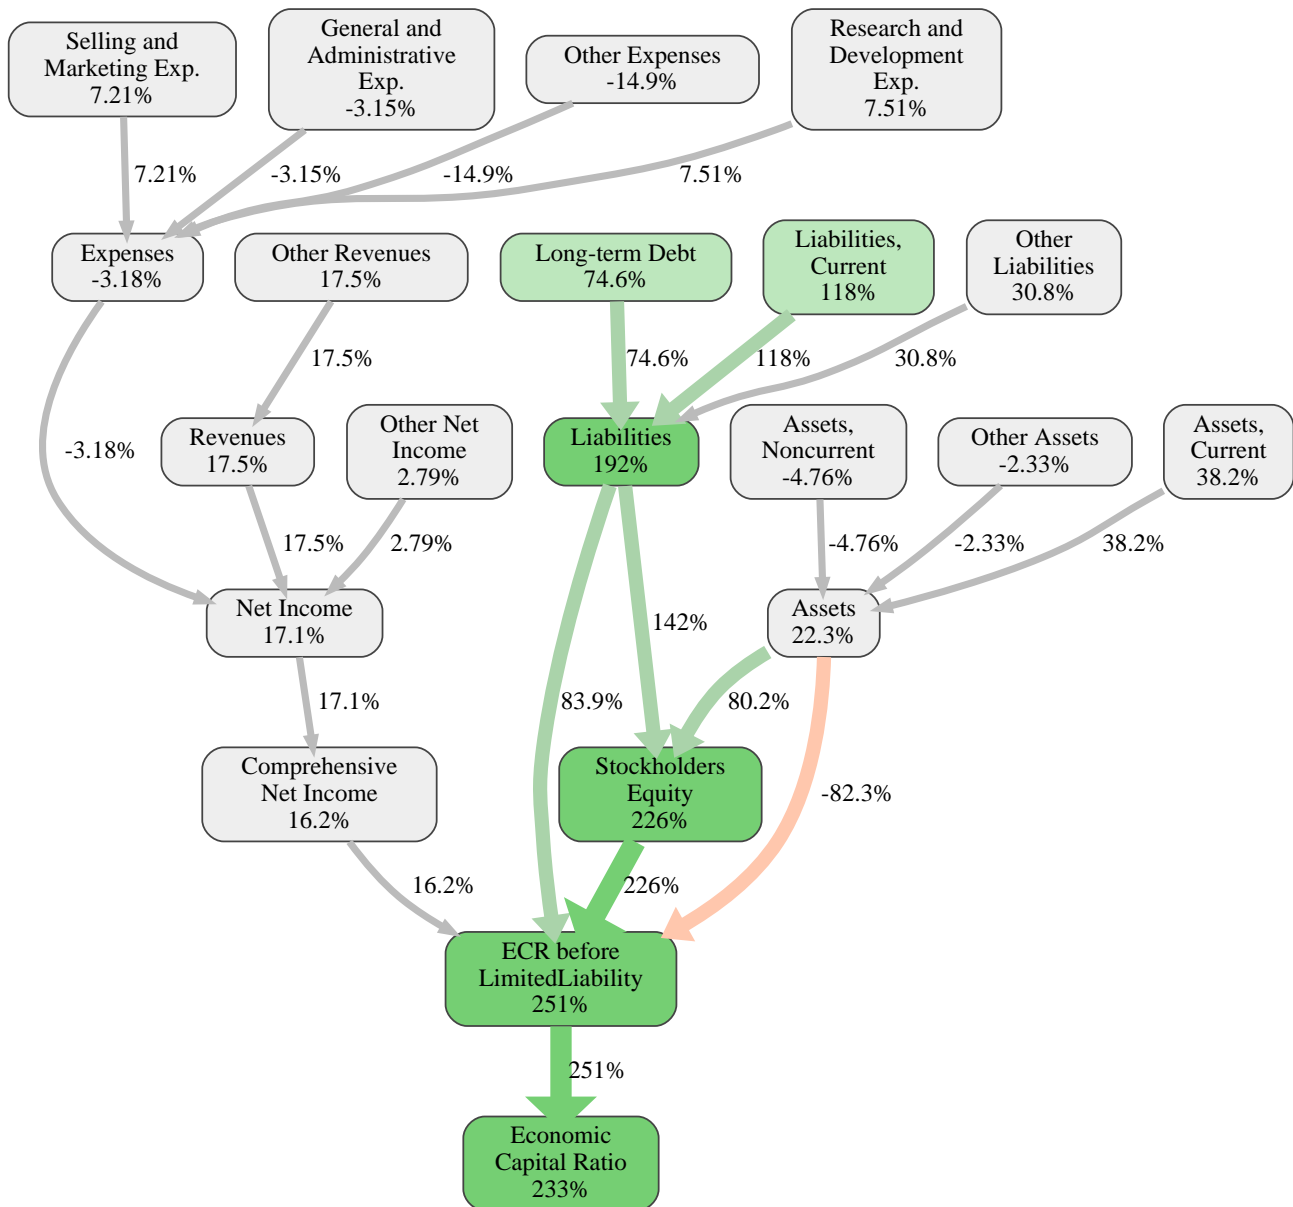 Selling and
Marketing Exp.
7.21%
General and
Administrative
Exp.
-3.15%
Other Expenses
-14.9%
Research and
Development
Exp.
7.51%
7.21%
-3.15%
-14.9%
7.51%
Expenses
-3.18%
Other Revenues
17.5%
Long-term Debt
74.6%
Liabilities,
Current
118%
Other
Liabilities
30.8%
17.5%
74.6%
118%
30.8%
-3.18%
Revenues
17.5%
Other Net
Income
2.79%
Liabilities
192%
Assets,
Noncurrent
-4.76%
Other Assets
-2.33%
Assets,
Current
38.2%
17.5%
2.79%
-4.76%
-2.33%
38.2%
Net Income
17.1%
142%
Assets
22.3%
17.1%
83.9%
80.2%
Comprehensive
Net Income
16.2%
Stockholders
Equity
226%
-82.3%
16.2%
226%
ECR before
LimitedLiability
251%
251%
Economic
Capital Ratio
233%